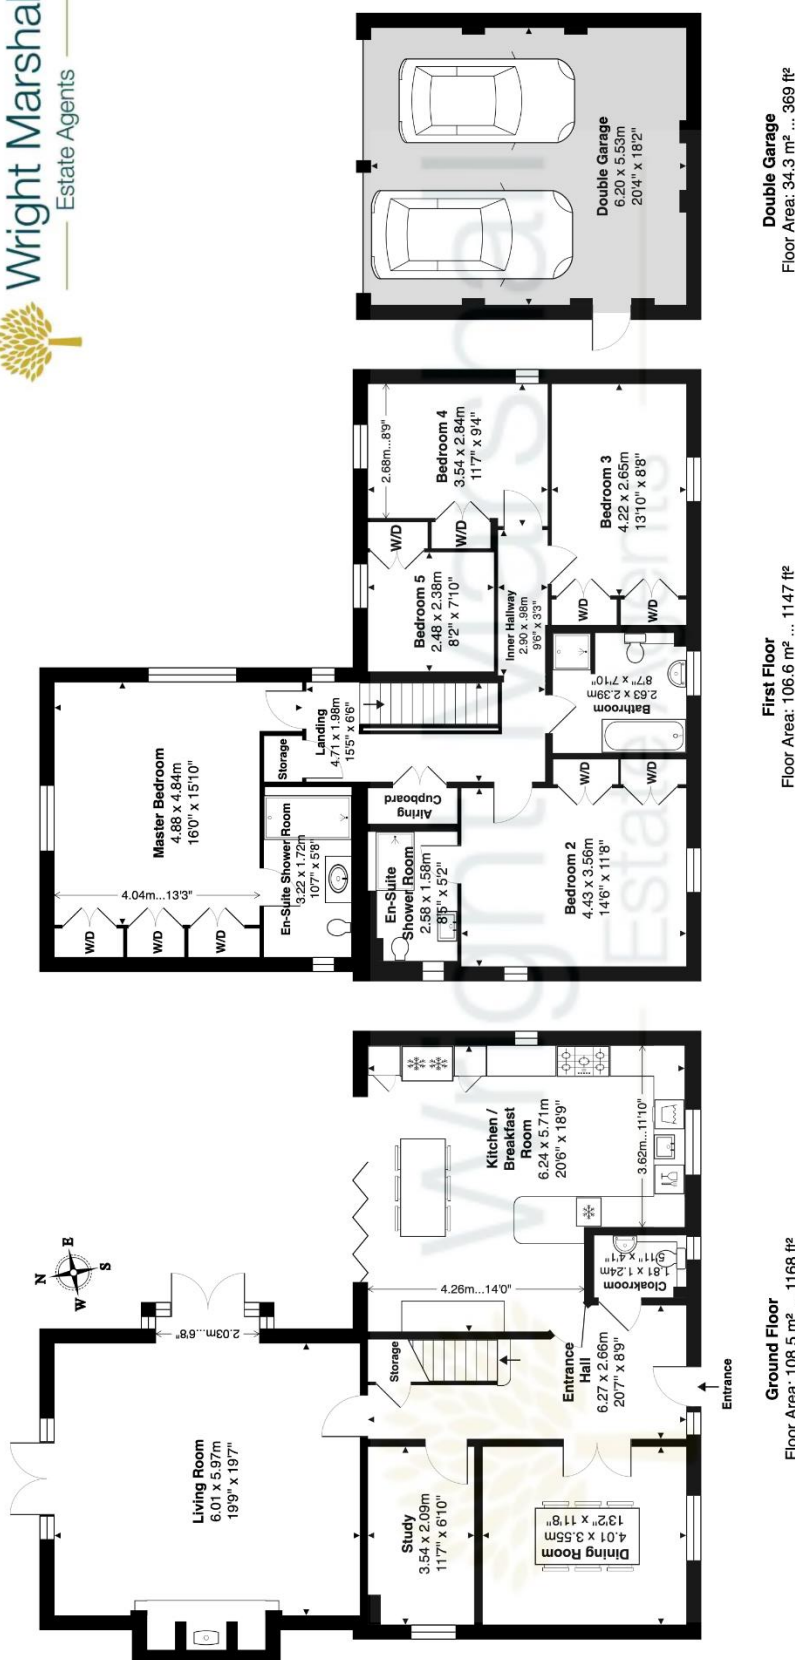 Wright Marshal
Estate Agents
Double Garage
6.20 x 5.53m
20'4" x 18'2"
Double Garage
Floor Area: 34.3 m² ... 369 ft²
Master Bedroom
4.88 x 4.84m
16'0" x 15'10"
4.04m...13'3"
W/D
W/D
W/D
Storage
En-Suite Shower Room
3.22 x 1.72m
10'7" x 5'8"
Landing
4.71 x 1.98m
15'5" x 6'6"
Airing
Cupboard
En-Suite
Shower Room
2.58 x 1.58m
8'5" x 5'2"
Bedroom 2
4.43 x 3.56m
14'6" x 11'8"
W/D
W/D
Bathroom
2.63 x 2.39m
8'7" x 7'10"
Inner Hallway
2.90 x .98m
9'6" x 3'3"
Bedroom 5
2.48 x 2.38m
8'2" x 7'10"
W/D
W/D
2.68m...8'9"
Bedroom 4
3.54 x 2.84m
11'7" x 9'4"
Bedroom 3
4.22 x 2.65m
13'10" x 8'8"
W/D
W/D
First Floor
Floor Area: 106.6 m² ... 1147 ft²
N
E
S
W
Living Room
6.01 x 5.97m
19'9" x 19'7"
2.03m...6'8"
Study
3.54 x 2.09m
11'7" x 6'10"
Dining Room
4.01 x 3.55m
13'2" x 11'8"
Storage
Entrance
Hall
6.27 x 2.66m
20'7" x 8'9"
Cloakroom
1.81 x 1.24m
5'11" x 4'1"
4.26m...14'0"
Kitchen /
Breakfast
Room
6.24 x 5.71m
20'6" x 18'9"
3.62m...11'10"
Entrance
Ground Floor
Floor Area: 108.5 m² ... 1168 ft²
Wright Marshall
Estate Agents